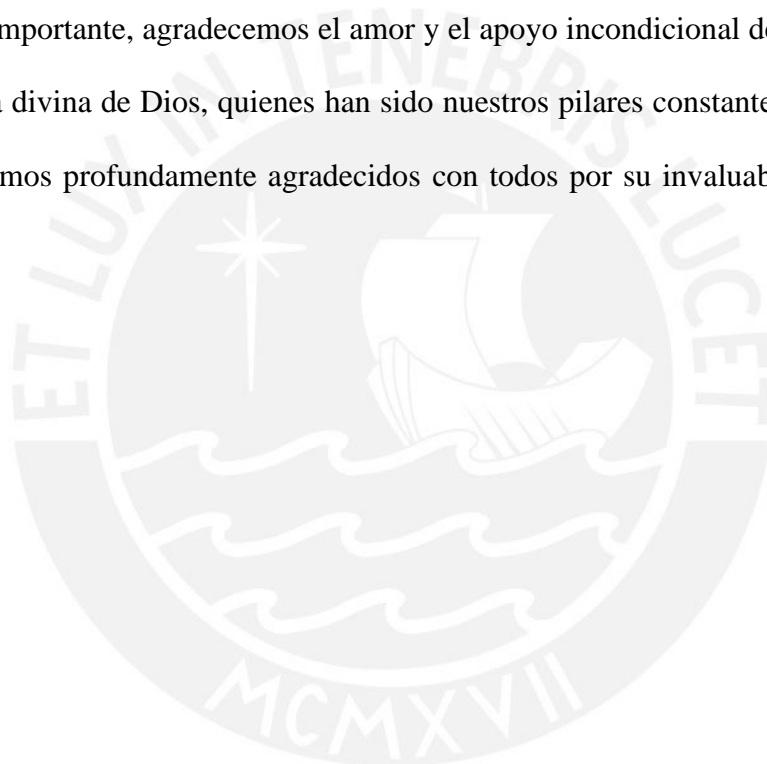 importante, agradecemos el amor y el apoyo incondicional de
divina de Dios, quienes han sido nuestros pilares constante
mos profundamente agradecidos con todos por su invaluab
ET LUX IN TENEBRIS LUCET
MCMXVII